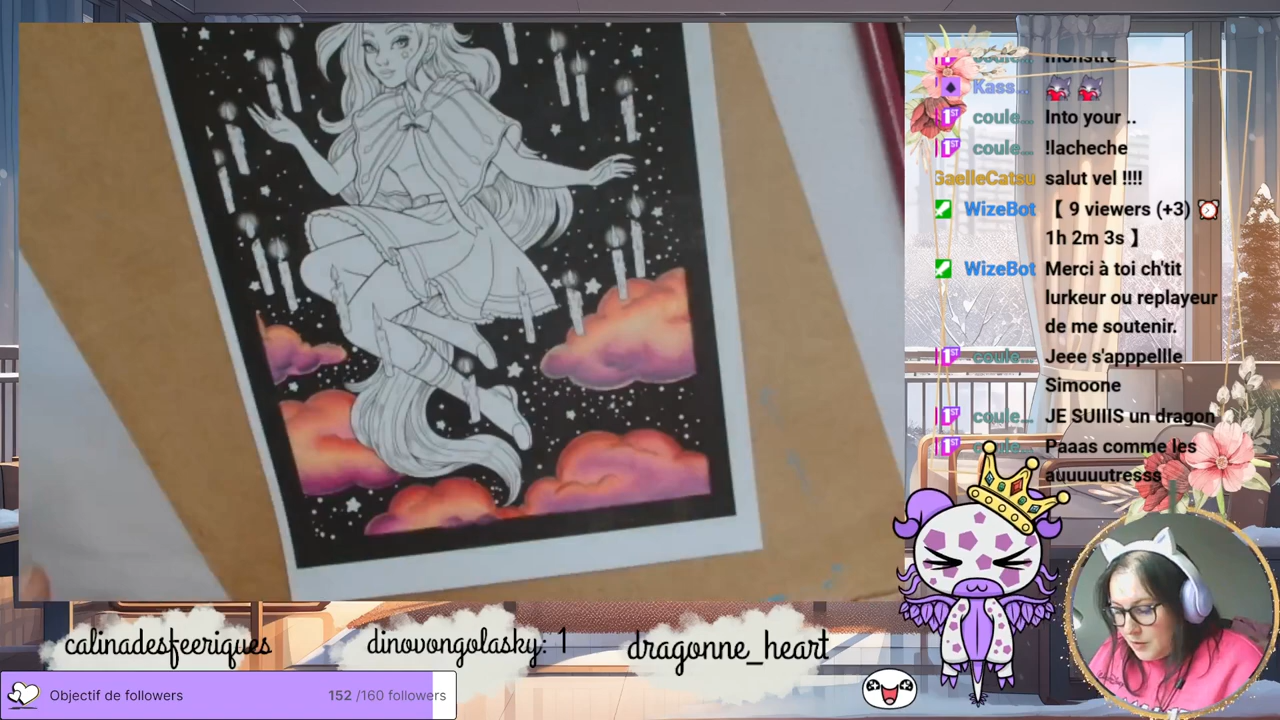 monstre
Kass...
coule... Into your ..
coule... !lacheche
GaelleCatsu salut vel !!!!
WizeBot 【 9 viewers (+3) ⏰
1h 2m 3s 】
WizeBot Merci à toi ch'tit
lurkeur ou replayeur
de me soutenir.
coule... Jeee s'apppellle
Simoone
coule... JE SUIIIS un dragon
Paaas comme les
auuuuutresss
calinadesfeeriques
dinovongolasky: 1
dragonne_heart
Objectif de followers
152 /160 followers